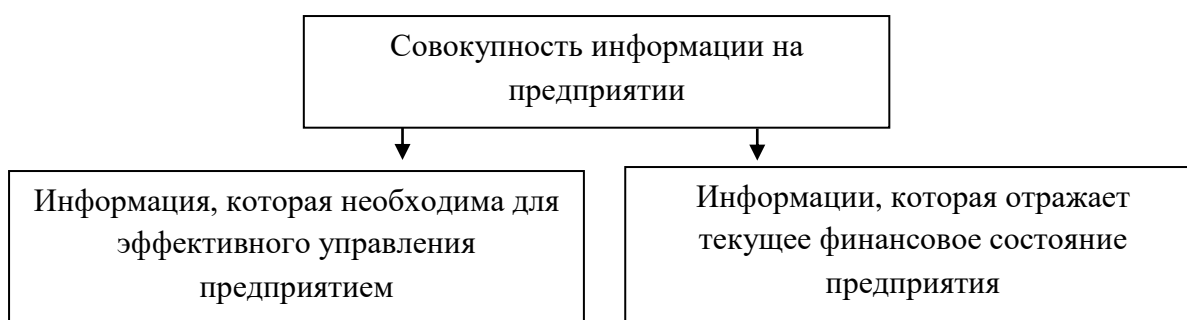 Совокупность информации на
предприятии
Информация, которая необходима для
эффективного управления
предприятием
Информации, которая отражает
текущее финансовое состояние
предприятия